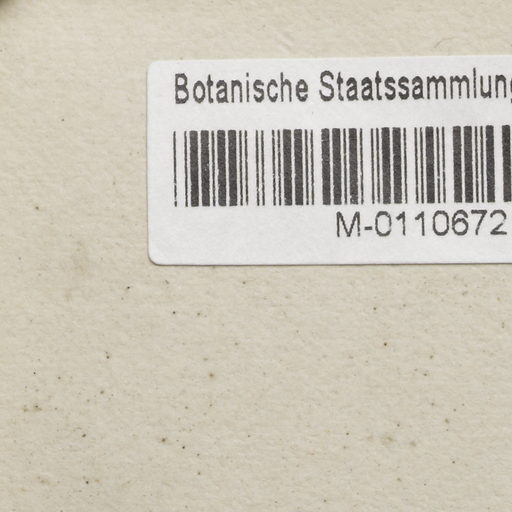 Botanische Staatssammlung
M-0110672